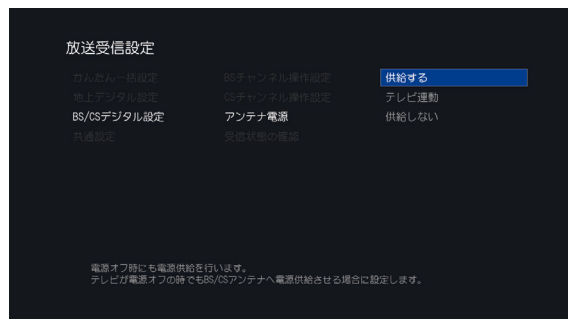 放送受信設定
かんたん一括設定
地上デジタル設定
BS/CSデジタル設定
共通設定
BSチャンネル操作設定
CSチャンネル操作設定
アンテナ電源
受信状態の確認
供給する
テレビ連動
供給しない
電源オフ時にも電源供給を行います。
テレビが電源オフの時でもBS/CSアンテナへ電源供給させる場合に設定します。